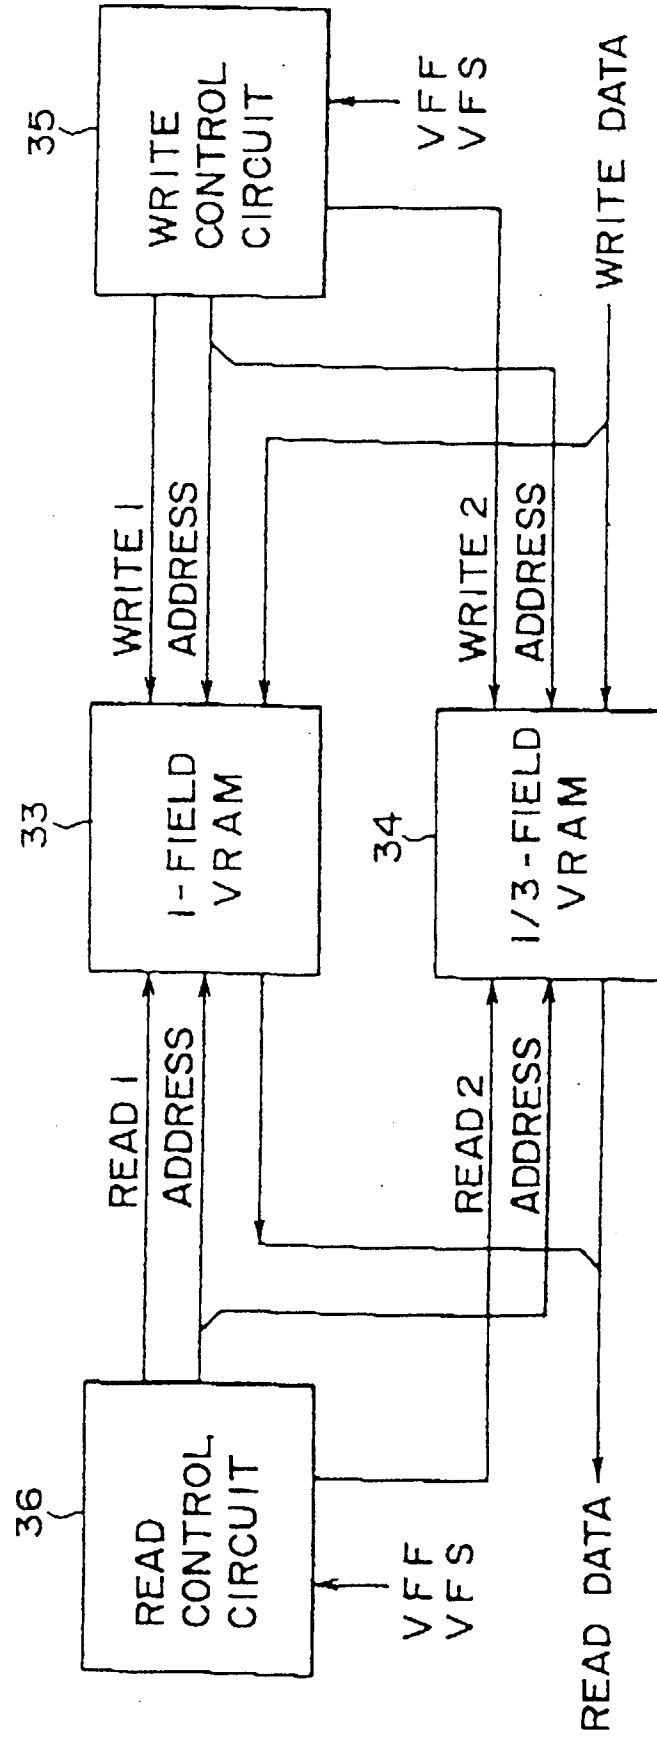 36
READ
CONTROL
CIRCUIT
VFF
VFS
READ DATA
READ 1
ADDRESS
READ 2
ADDRESS
33
1-FIELD
VRAM
34
1/3-FIELD
VRAM
WRITE 1
ADDRESS
WRITE 2
ADDRESS
35
WRITE
CONTROL
CIRCUIT
VFF
VFS
WRITE DATA